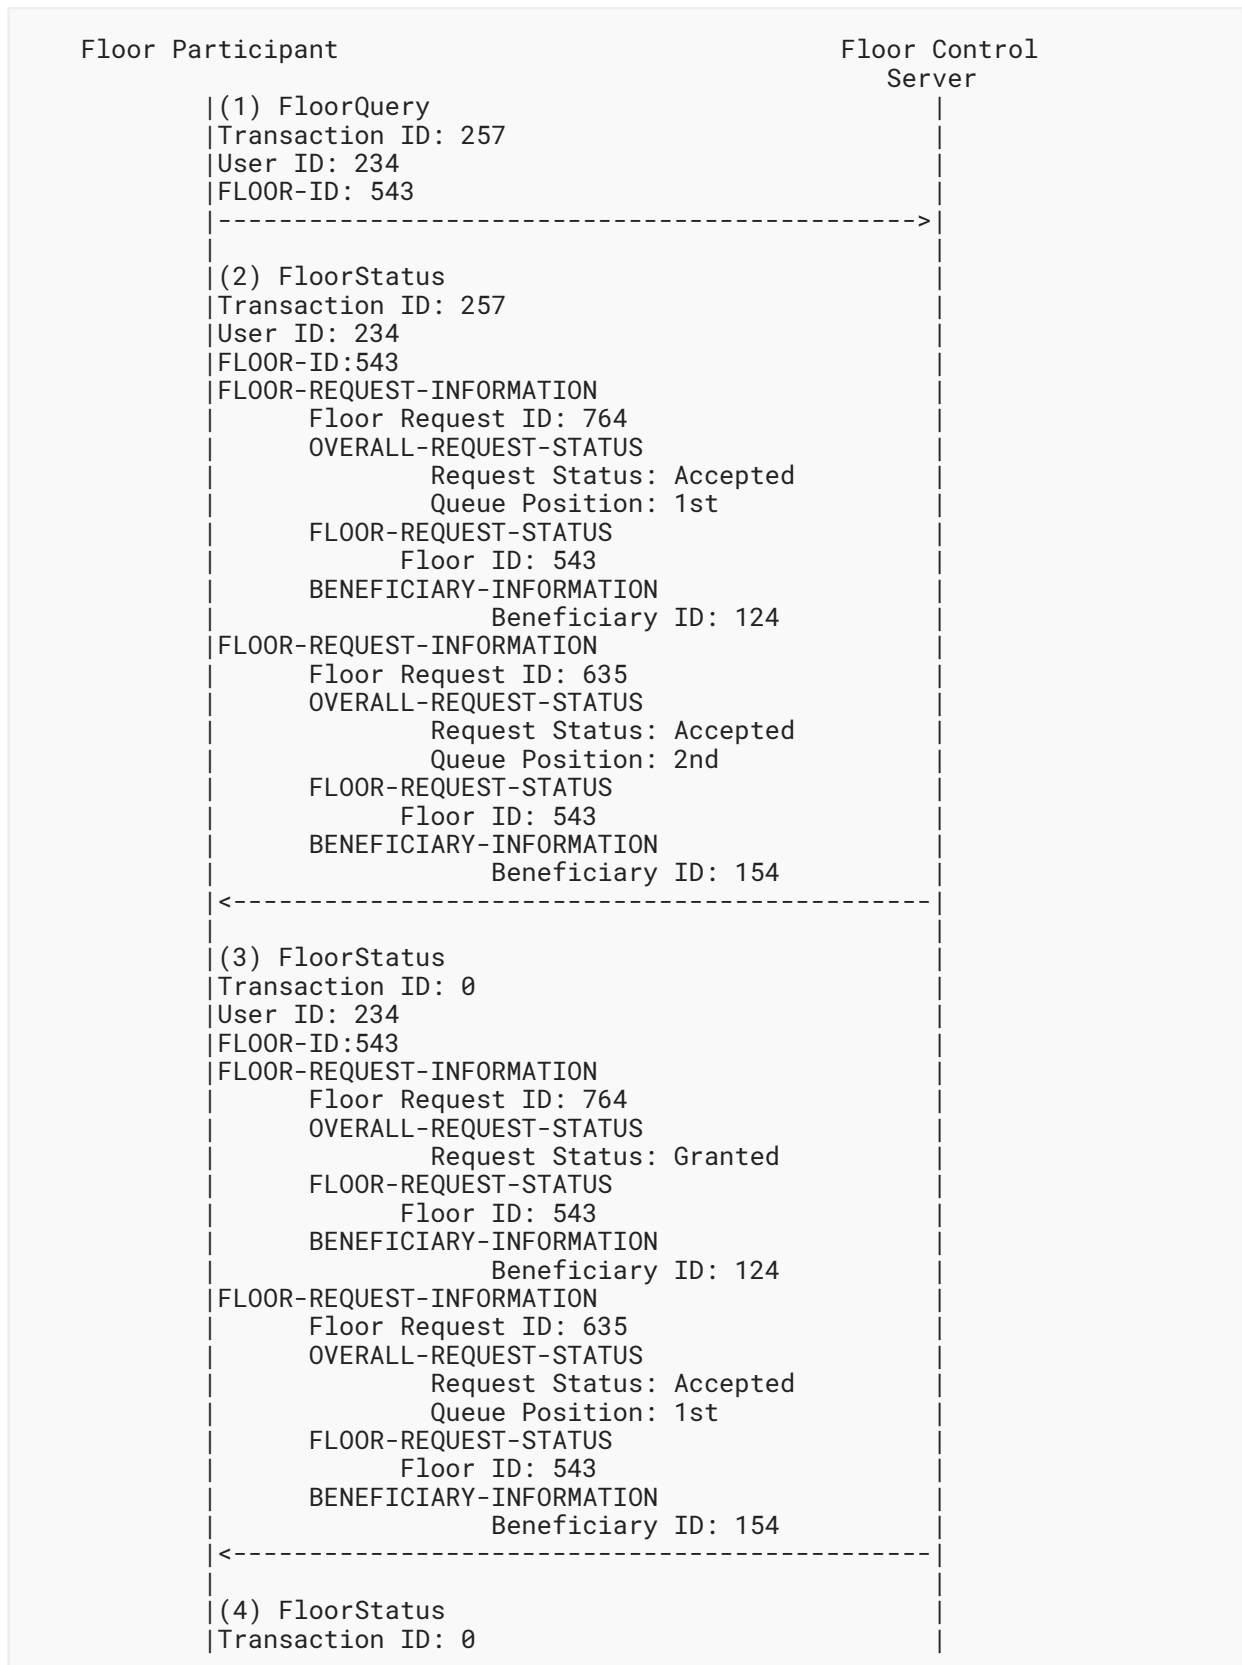 Floor Participant                                 Floor Control
                                                     Server
        |(1) FloorQuery                                 |
        |Transaction ID: 257                            |
        |User ID: 234                                   |
        |FLOOR-ID: 543                                  |
        |---------------------------------------------->|
        |                                               |
        |(2) FloorStatus                                |
        |Transaction ID: 257                            |
        |User ID: 234                                   |
        |FLOOR-ID:543                                   |
        |FLOOR-REQUEST-INFORMATION                      |
        |      Floor Request ID: 764                    |
        |      OVERALL-REQUEST-STATUS                   |
        |              Request Status: Accepted         |
        |              Queue Position: 1st              |
        |      FLOOR-REQUEST-STATUS                     |
        |            Floor ID: 543                      |
        |      BENEFICIARY-INFORMATION                  |
        |                  Beneficiary ID: 124          |
        |FLOOR-REQUEST-INFORMATION                      |
        |      Floor Request ID: 635                    |
        |      OVERALL-REQUEST-STATUS                   |
        |              Request Status: Accepted         |
        |              Queue Position: 2nd              |
        |      FLOOR-REQUEST-STATUS                     |
        |            Floor ID: 543                      |
        |      BENEFICIARY-INFORMATION                  |
        |                  Beneficiary ID: 154          |
        |<----------------------------------------------|
        |                                               |
        |(3) FloorStatus                                |
        |Transaction ID: 0                              |
        |User ID: 234                                   |
        |FLOOR-ID:543                                   |
        |FLOOR-REQUEST-INFORMATION                      |
        |      Floor Request ID: 764                    |
        |      OVERALL-REQUEST-STATUS                   |
        |              Request Status: Granted          |
        |      FLOOR-REQUEST-STATUS                     |
        |            Floor ID: 543                      |
        |      BENEFICIARY-INFORMATION                  |
        |                  Beneficiary ID: 124          |
        |FLOOR-REQUEST-INFORMATION                      |
        |      Floor Request ID: 635                    |
        |      OVERALL-REQUEST-STATUS                   |
        |              Request Status: Accepted         |
        |              Queue Position: 1st              |
        |      FLOOR-REQUEST-STATUS                     |
        |            Floor ID: 543                      |
        |      BENEFICIARY-INFORMATION                  |
        |                  Beneficiary ID: 154          |
        |<----------------------------------------------|
        |                                               |
        |(4) FloorStatus                                |
        |Transaction ID: 0                              |